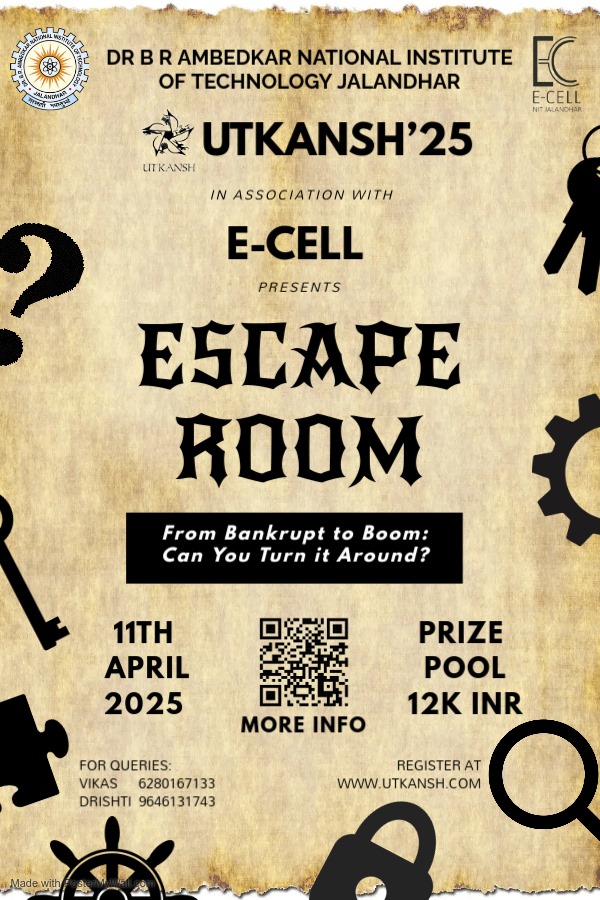 DR B R AMBEDKAR NATIONAL INSTITUTE
OF TECHNOLOGY JALANDHAR
E-CELL
NIT JALANDHAR
UTKANSH
UTKANSH'25
IN ASSOCIATION WITH
E-CELL
PRESENTS
ESCAPE
ROOM
From Bankrupt to Boom:
Can You Turn it Around?
11TH
APRIL
2025
MORE INFO
PRIZE
POOL
12K INR
FOR QUERIES:
VIKAS 6280167133
DRISHTI 9646131743
REGISTER AT
WWW.UTKANSH.COM
Made with PosterMyWall.com